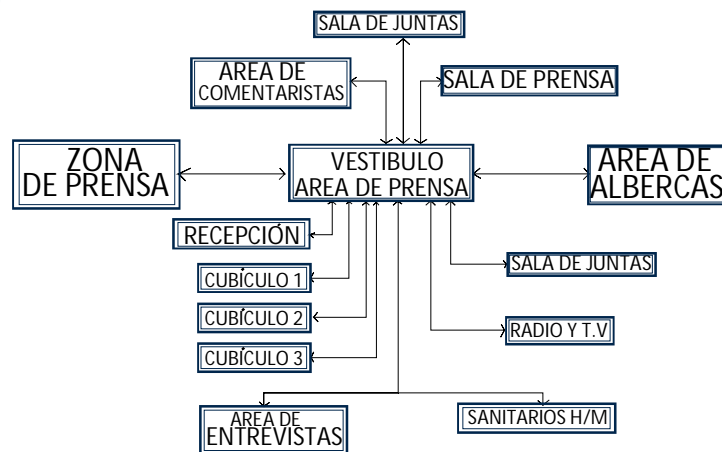 SALA DE JUNTAS
AREA DE
COMENTARISTAS
SALA DE PRENSA
ZONA
DE PRENSA
VESTIBULO
AREA DE PRENSA
AREA DE
ALBERCAS
RECEPCIÓN
SALA DE JUNTAS
CUBÍCULO 1
CUBÍCULO 2
RADIO Y T.V
CUBÍCULO 3
AREA DE
ENTREVISTAS
SANITARIOS H/M